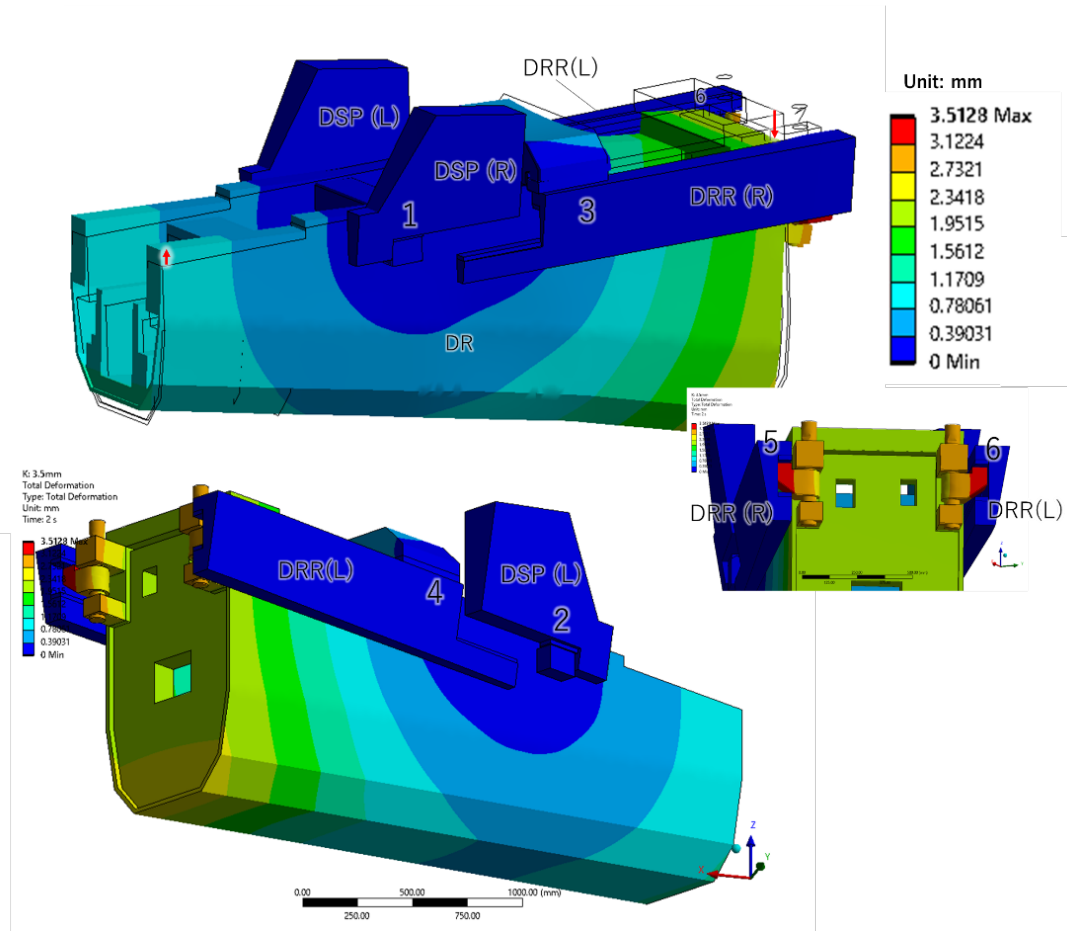 DRR(L)
Unit: mm
6
7
3.5128 Max
3.1224
2.7321
2.3418
1.9515
1.5612
1.1709
0.78061
0.39031
0 Min
DSP (L)
DSP (R)
1
3
DRR (R)
DR
5
6
DRR (R)
DRR(L)
K: 3.5mm
Total Deformation
Type: Total Deformation
Unit: mm
Time: 2 s
3.5128 Max
0.39031
0 Min
DRR(L)
4
DSP (L)
2
Z
Y
X
0.00
500.00
1000.00 (mm)
250.00
750.00